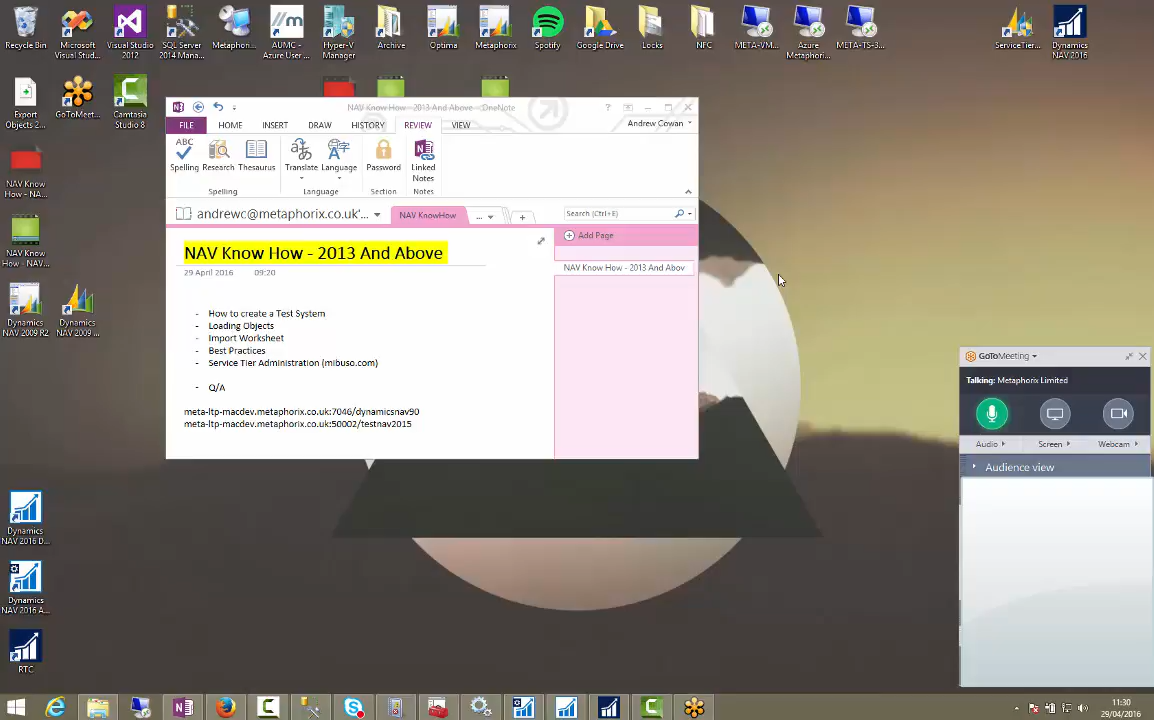 Recycle Bin
Microsoft Visual Stud...
Visual Studio 2012
SQL Server 2014 Mana...
Metaphori...
AUMC - Azure User ...
Hyper-V Manager
Archive
Optima
Metaphorix
Spotify
Google Drive
Locks
NFC
META-VM...
Azure Metaphori...
META-TS-3...
ServiceTier...
Dynamics NAV 2016
Export Objects 2...
GoToMeet...
Camtasia Studio 8
NAV Know How - NA...
NAV Know How - NAV...
Dynamics NAV 2009 R2
Dynamics NAV 2009 ...
Dynamics NAV 2016 D...
Dynamics NAV 2016 A...
RTC
NAV Know How - 2013 And Above - OneNote
FILE HOME INSERT DRAW HISTORY REVIEW VIEW
Andrew Cowan
ABC
Spelling Research Thesaurus Translate Language Password Linked Notes
Spelling Language Section Notes
andrewc@metaphorix.co.uk'... NAV KnowHow ... Search (Ctrl+E)
NAV Know How - 2013 And Above
29 April 2016 09:20
Add Page
NAV Know How - 2013 And Abov
- How to create a Test System
- Loading Objects
- Import Worksheet
- Best Practices
- Service Tier Administration (mibuso.com)
- Q/A
meta-ltp-macdev.metaphorix.co.uk:7046/dynamicsnav90
meta-ltp-macdev.metaphorix.co.uk:50002/testnav2015
GoToMeeting
Talking: Metaphorix Limited
Audio Screen Webcam
Audience view
11:30
29/04/2016